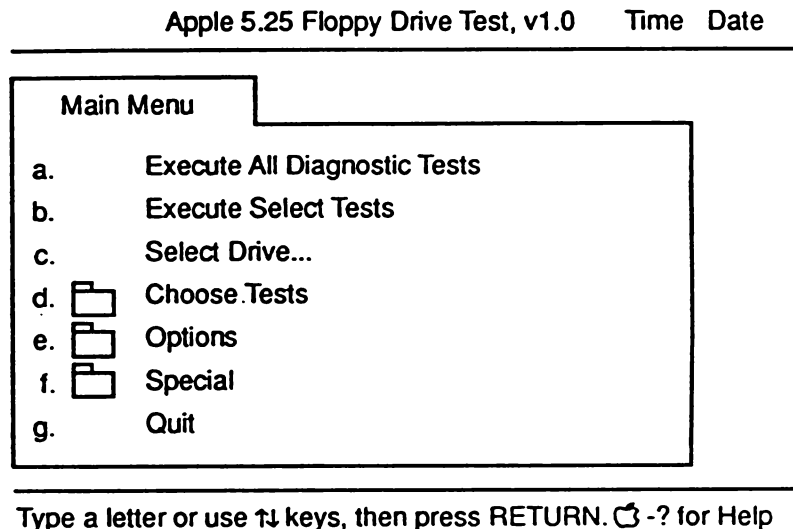 Apple 5.25 Floppy Drive Test, v1.0 Time Date
Main Menu
a. Execute All Diagnostic Tests
b. Execute Select Tests
c. Select Drive...
d. Choose Tests
e. Options
f. Special
g. Quit
Type a letter or use ↑↓ keys, then press RETURN. -? for Help